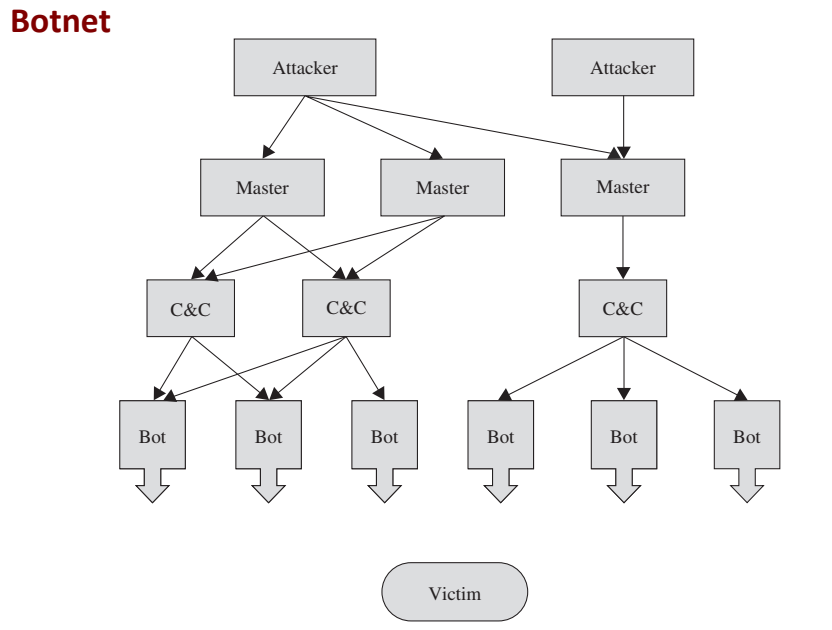 Botnet
Attacker Attacker
Master Master Master
C&C C&C C&C
Bot Bot Bot Bot Bot Bot
Victim